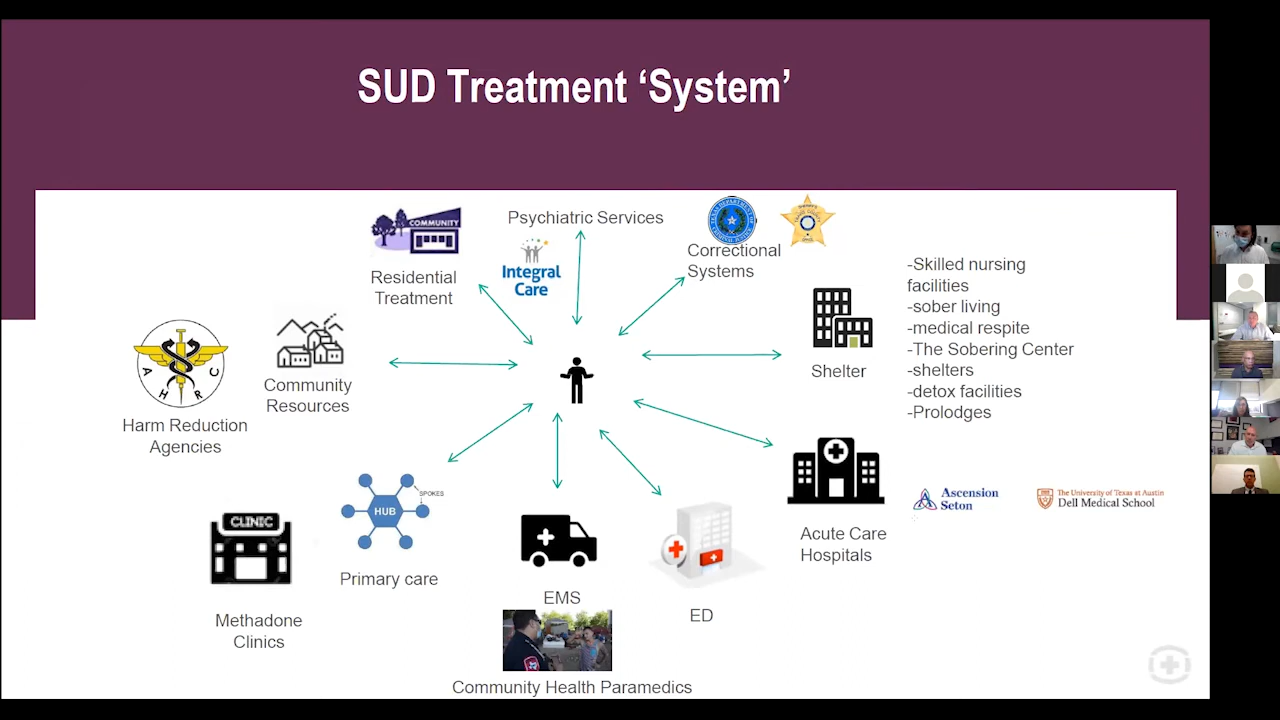 SUD Treatment ‘System’
COMMUNITY
Residential
Treatment
Psychiatric Services
Integral
Care
Correctional
Systems
-Skilled nursing
facilities
-sober living
-medical respite
-The Sobering Center
-shelters
-detox facilities
-Prolodges
Shelter
Community
Resources
A H R C
Harm Reduction
Agencies
HUB
SPOKES
Primary care
CLINIC
Methadone
Clinics
EMS
Community Health Paramedics
ED
Acute Care
Hospitals
Ascension
Seton
The University of Texas at Austin
Dell Medical School